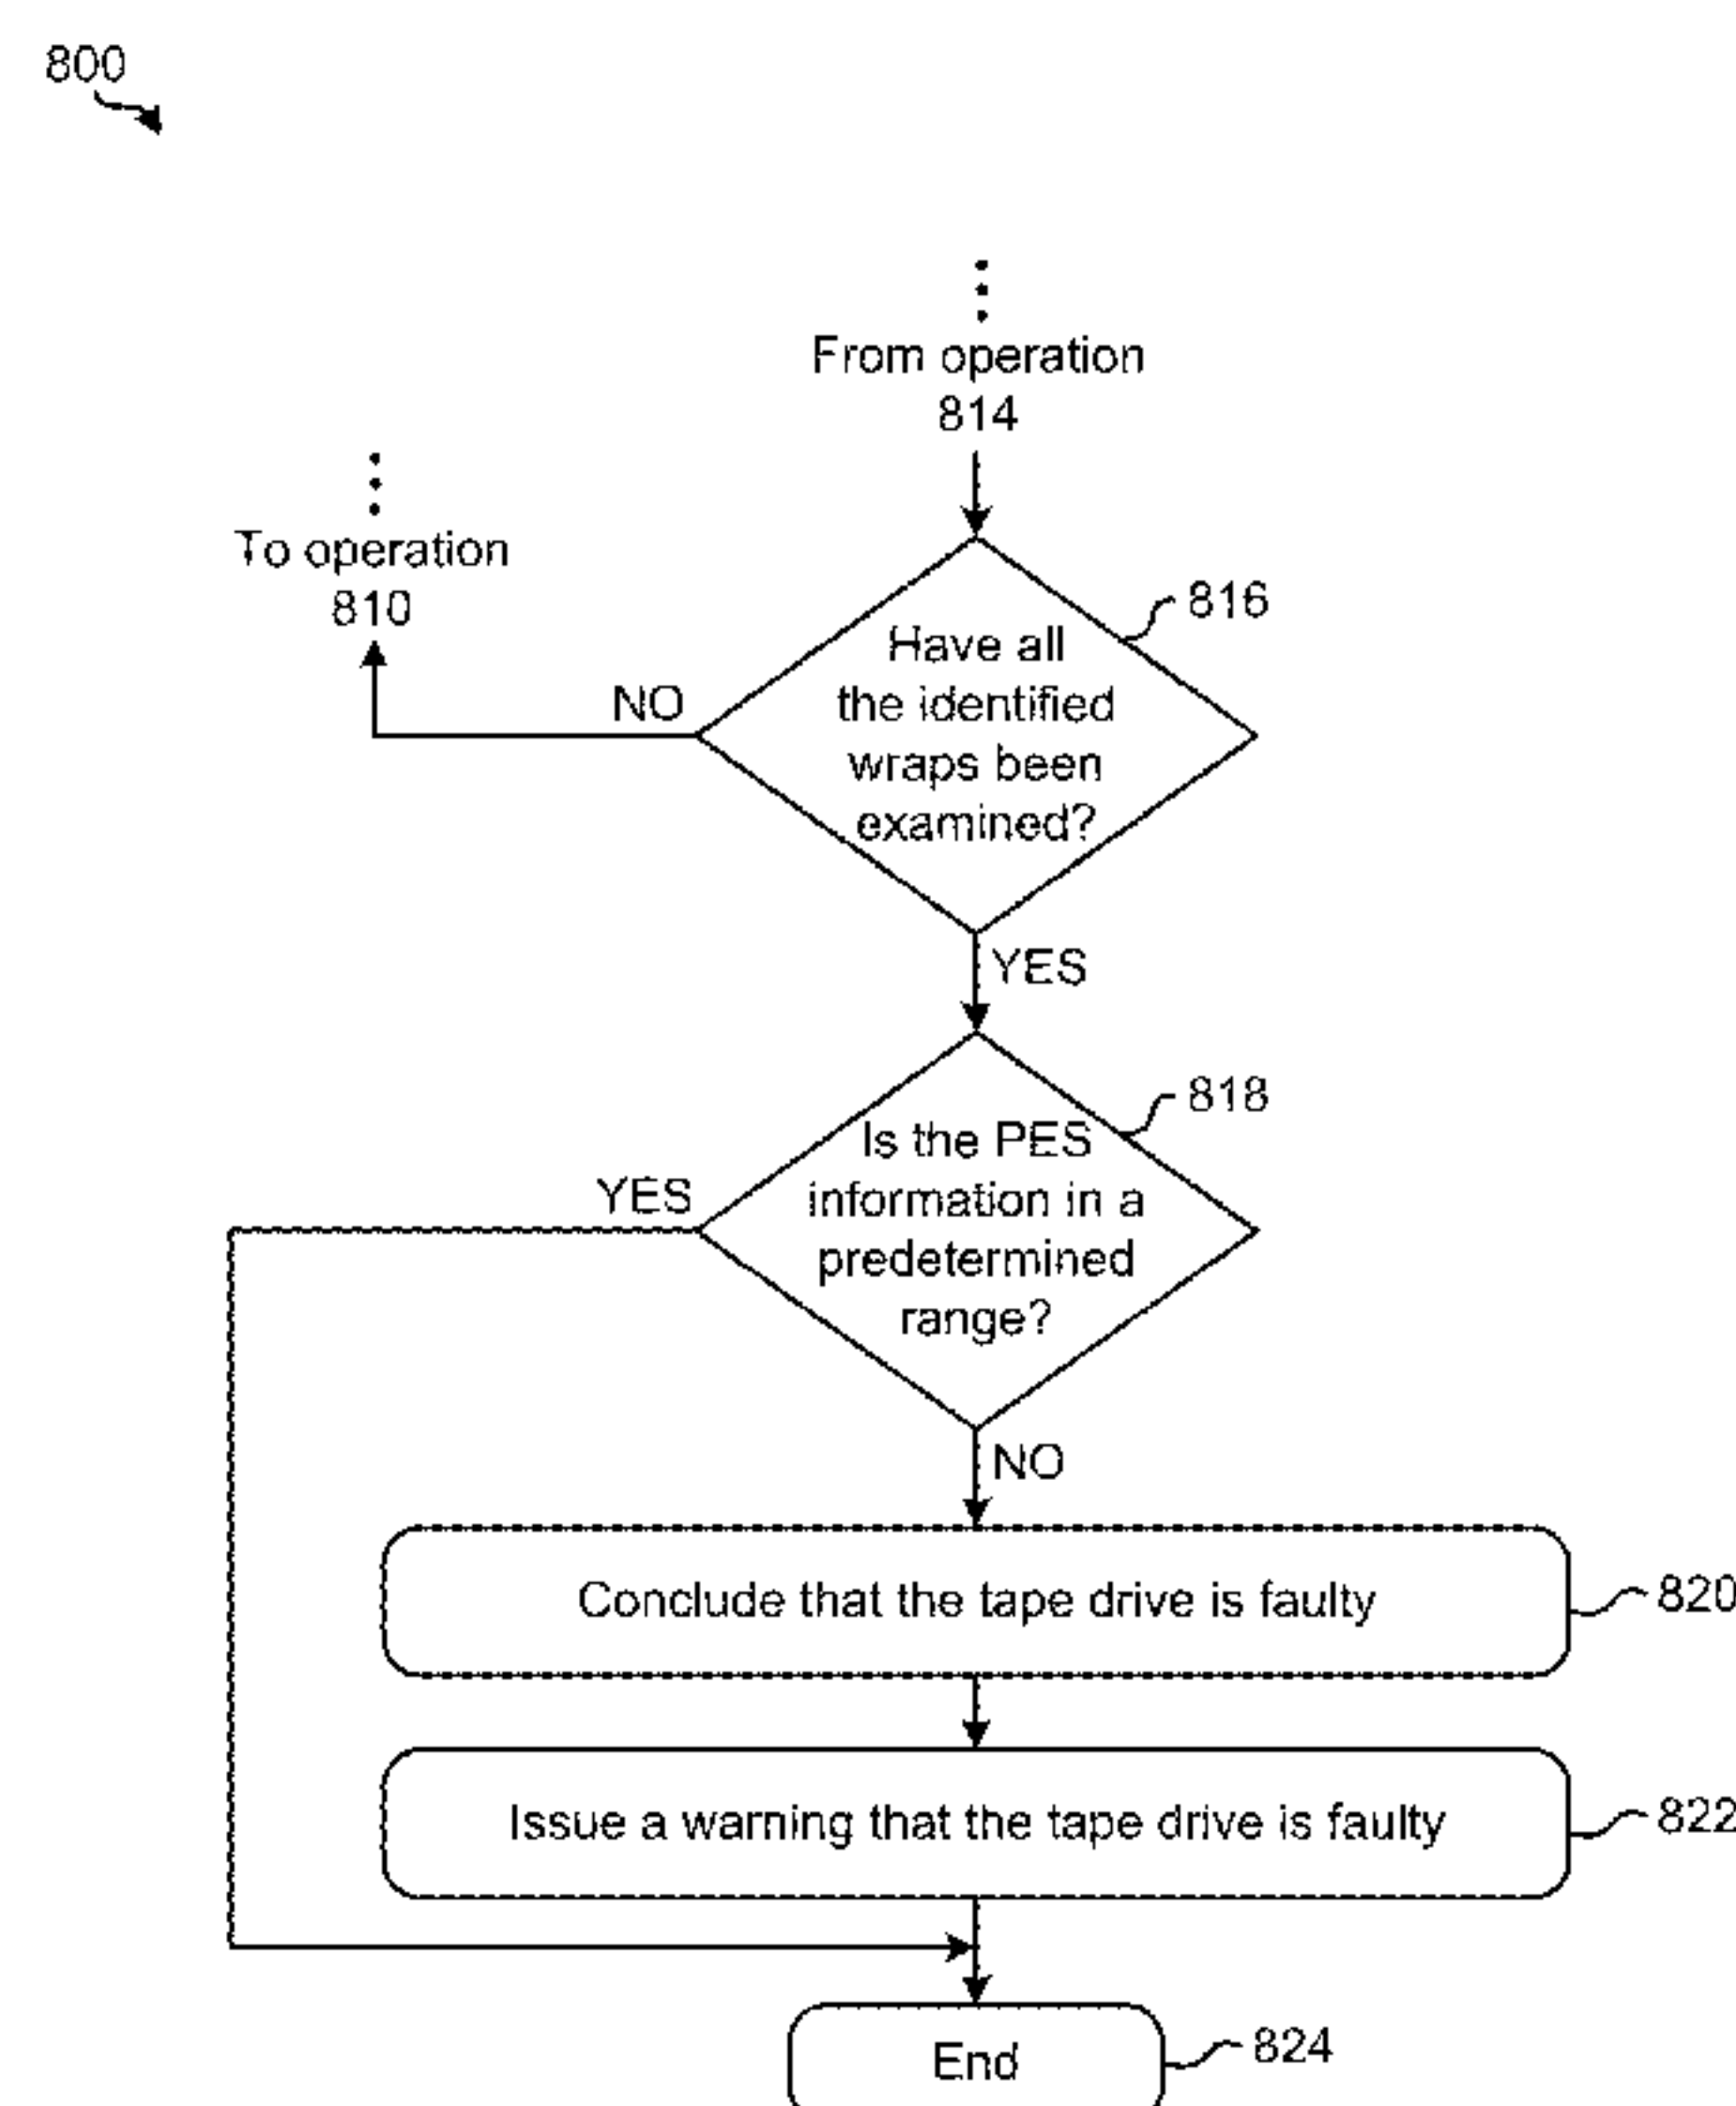 800
From operation
814
To operation
810
816
Have all
the identified
wraps been
examined?
NO
YES
818
Is the PES
information in a
predetermined
range?
YES
NO
Conclude that the tape drive is faulty
820
Issue a warning that the tape drive is faulty
822
End
824